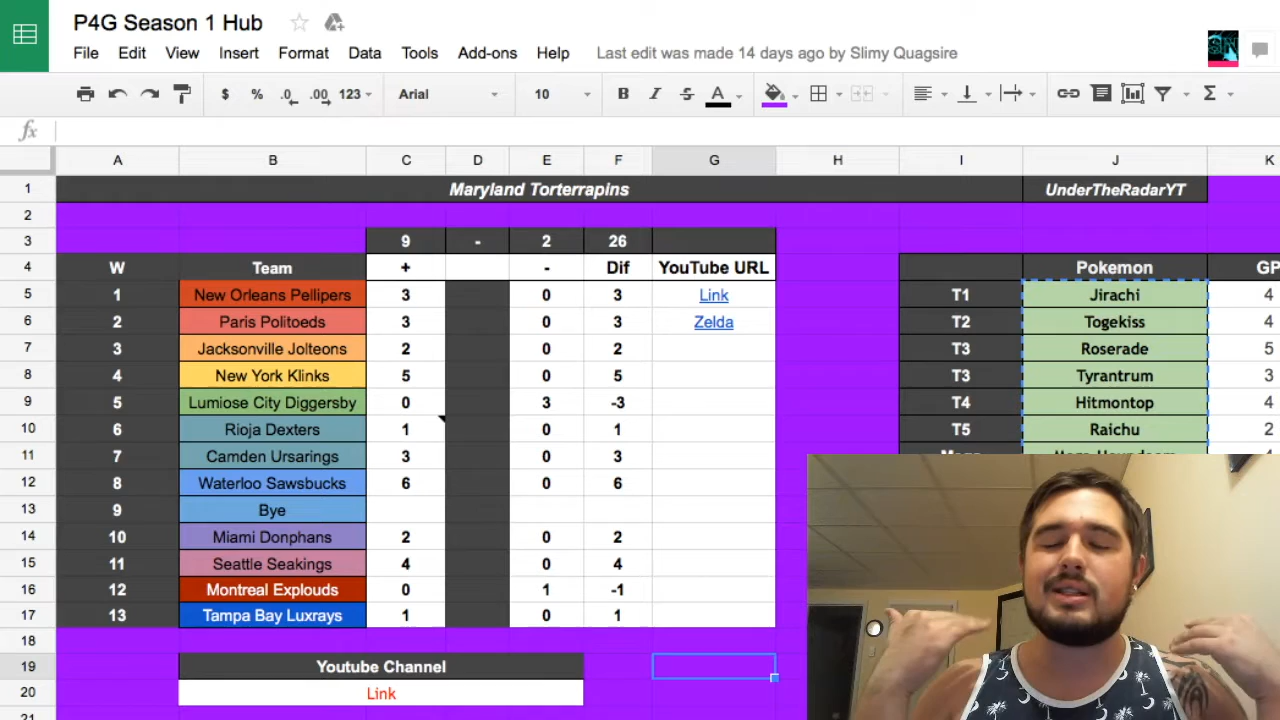 P4G Season 1 Hub
File Edit View Insert Format Data Tools Add-ons Help Last edit was made 14 days ago by Slimy Quagsire
$ % .0 .00 123 Arial 10 B I S A Σ
fx
A B C D E F G H I J K
1 Maryland Torterrapins UnderTheRadarYT
2
3 9 - 2 26
4 W Team + - Dif YouTube URL Pokemon GP
5 1 New Orleans Pellipers 3 0 3 Link T1 Jirachi 4
6 2 Paris Politoeds 3 0 3 Zelda T2 Togekiss 4
7 3 Jacksonville Jolteons 2 0 2 T3 Roserade 5
8 4 New York Klinks 5 0 5 T3 Tyrantrum 3
9 5 Lumiose City Diggersby 0 3 -3 T4 Hitmontop 4
10 6 Rioja Dexters 1 0 1 T5 Raichu 2
11 7 Camden Ursarings 3 0 3
12 8 Waterloo Sawsbucks 6 0 6
13 9 Bye
14 10 Miami Donphans 2 0 2
15 11 Seattle Seakings 4 0 4
16 12 Montreal Explouds 0 1 -1
17 13 Tampa Bay Luxrays 1 0 1
18
19 Youtube Channel
20 Link
21